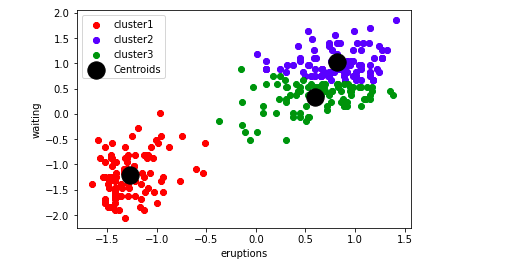 cluster1
cluster2
cluster3
Centroids
waiting
2.0
1.5
1.0
0.5
0.0
−0.5
−1.0
−1.5
−2.0
−1.5 −1.0 −0.5 0.0 0.5 1.0 1.5
eruptions